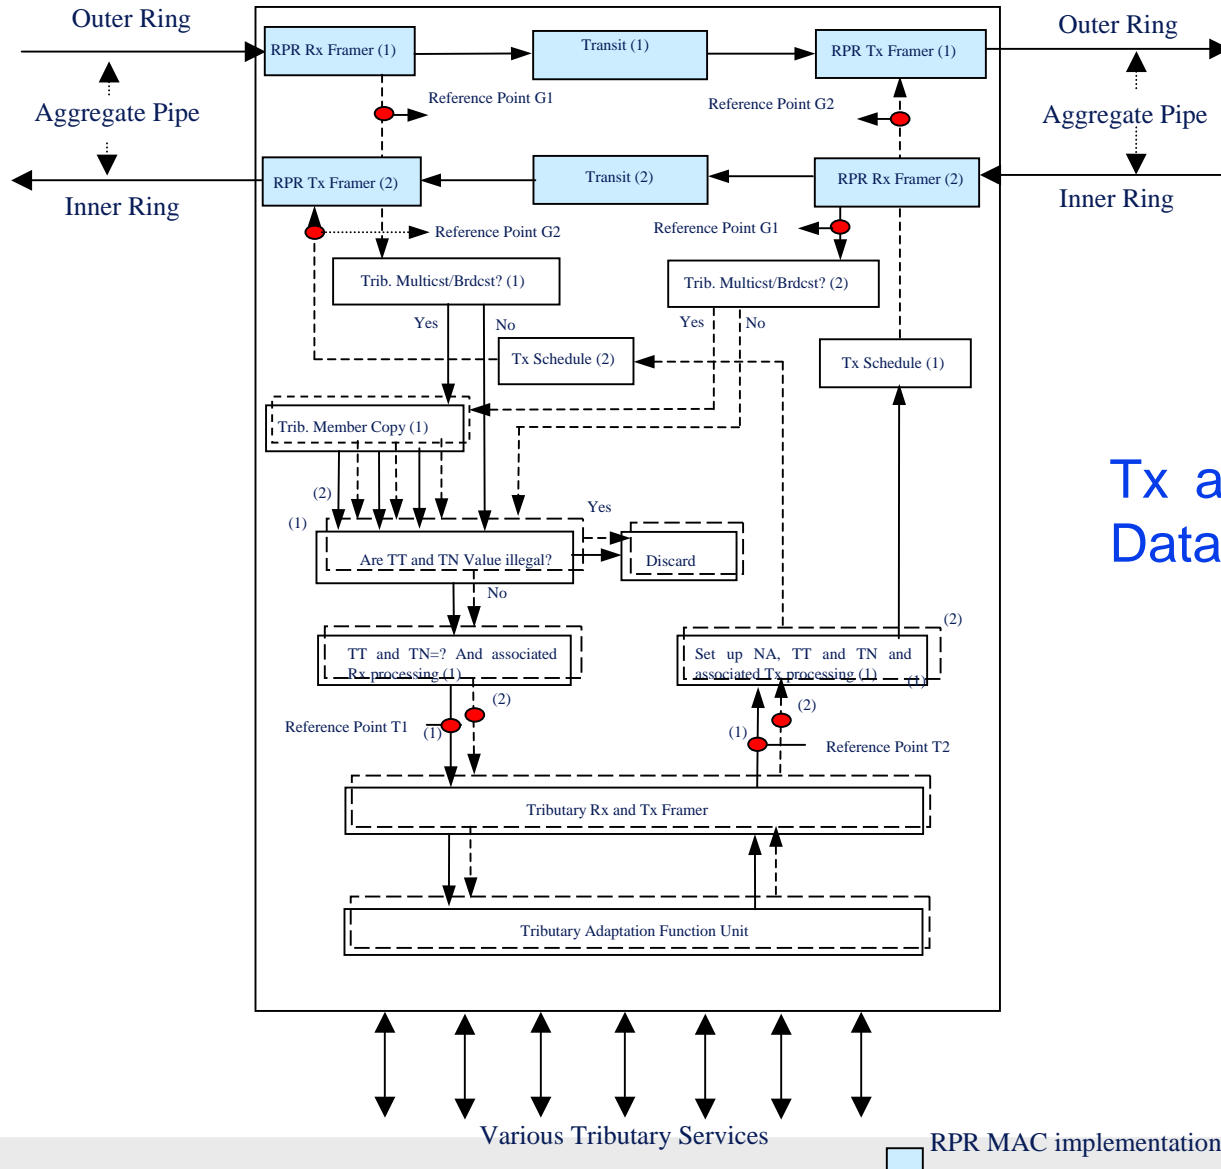 Outer Ring
Outer Ring
RPR Rx Framer (1)
Transit (1)
RPR Tx Framer (1)
Aggregate Pipe
Reference Point G1
Reference Point G2
Aggregate Pipe
RPR Tx Framer (2)
Transit (2)
RPR Rx Framer (2)
Inner Ring
Inner Ring
Reference Point G2
Reference Point G1
Trib. Multicst/Brdcst? (1)
Trib. Multicst/Brdcst? (2)
Yes
No
Yes
No
Tx Schedule (2)
Tx Schedule (1)
Trib. Member Copy (1)
(2)
(1)
Yes
Are TT and TN Value illegal?
Discard
No
(2)
TT and TN=? And associated
Rx processing (1)
Set up NA, TT and TN and
associated Tx processing (1)
(1)
(2)
(2)
Reference Point T1
(1)
(1)
Reference Point T2
Tributary Rx and Tx Framer
Tributary Adaptation Function Unit
Various Tributary Services
RPR MAC implementation
Tx a
Data